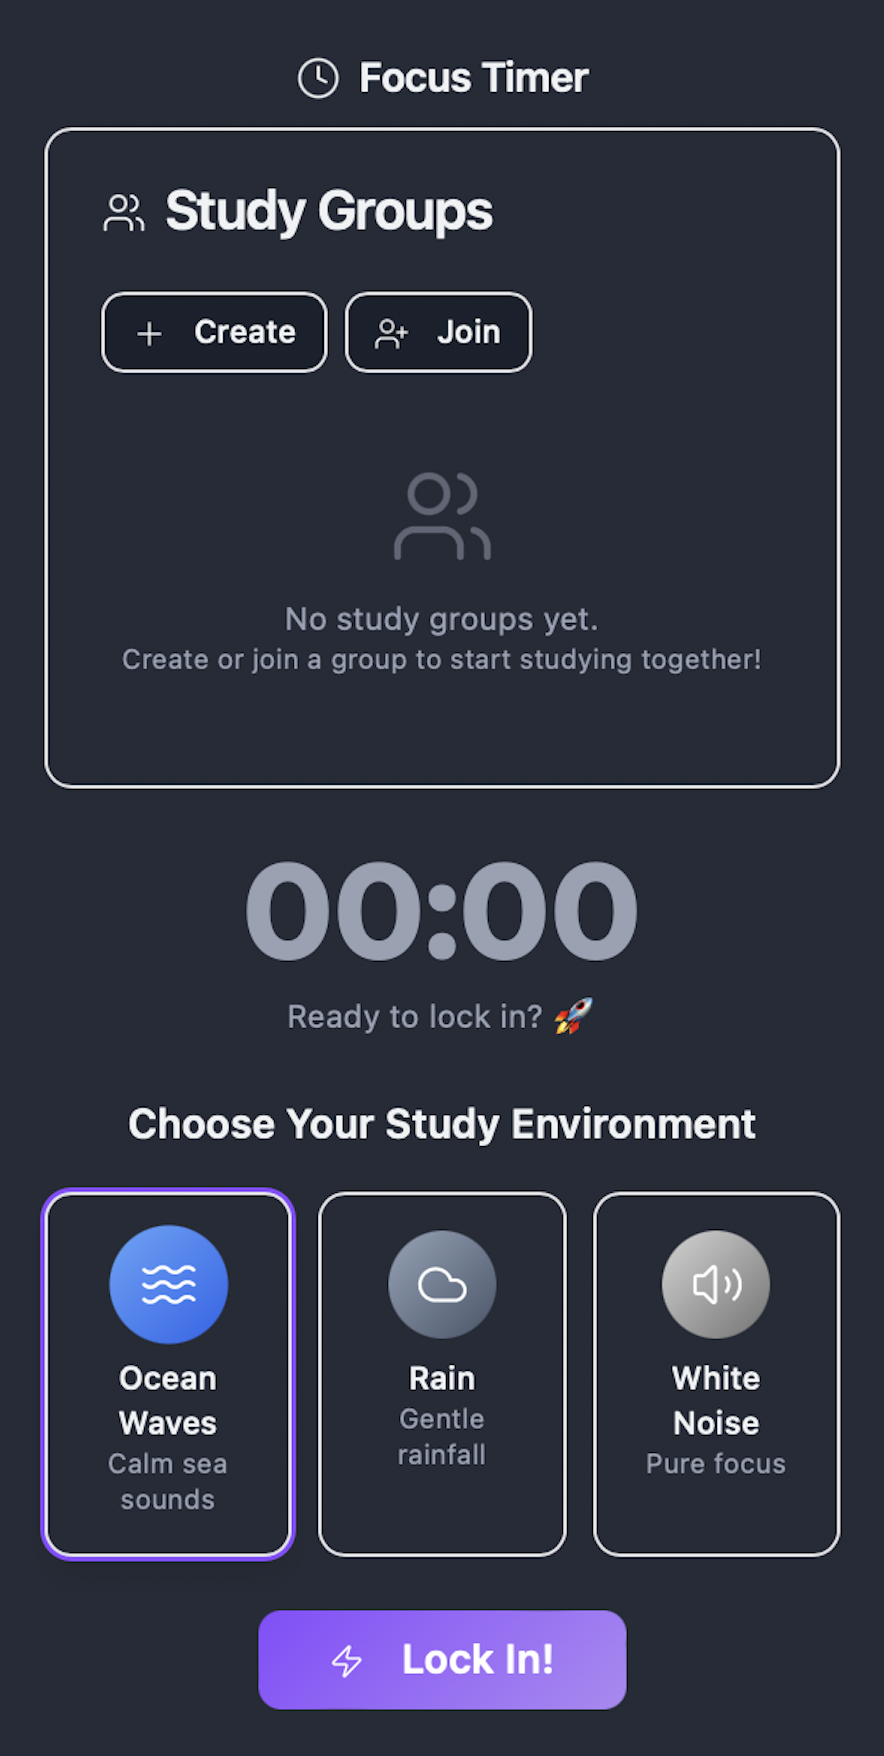 Focus Timer
Study Groups
Create
Join
No study groups yet.
Create or join a group to start studying together!
00:00
Ready to lock in? 🚀
Choose Your Study Environment
Ocean
Waves
Calm sea
sounds
Rain
Gentle
rainfall
White
Noise
Pure focus
Lock In!